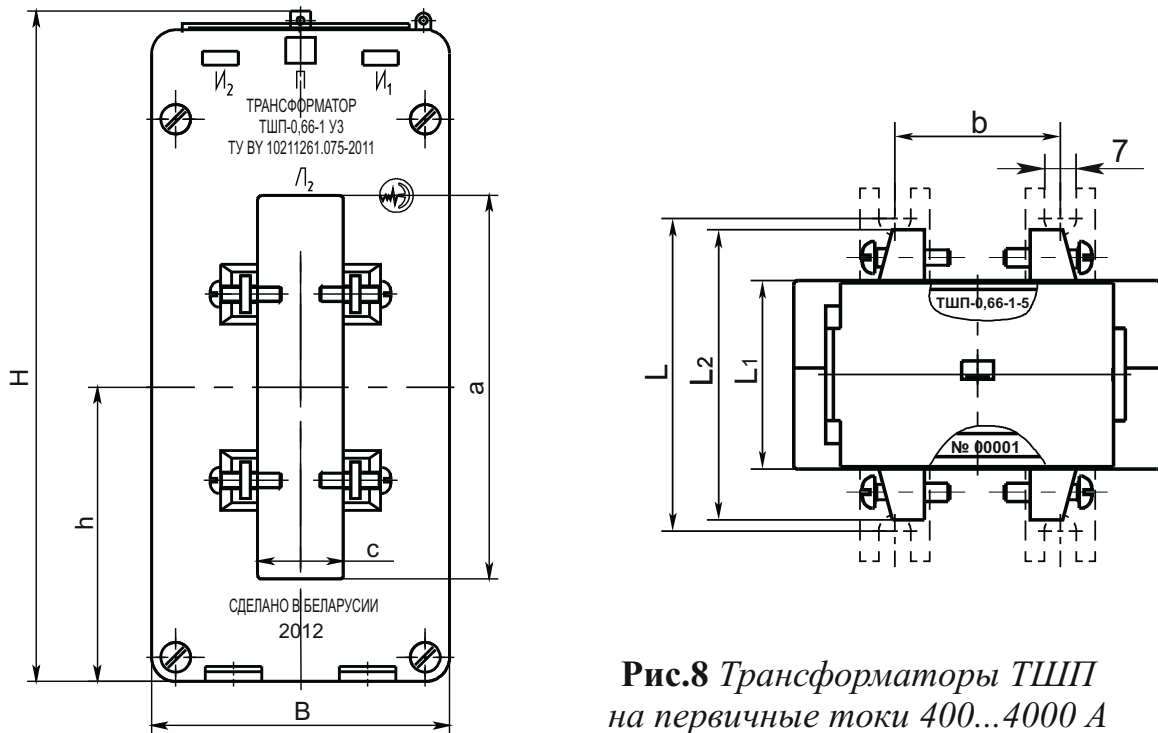 И₂ П И₁
ТРАНСФОРМАТОР
ТШП-0,66-1 У3
ТУ BY 10211261.075-2011
Л₂
H
h
a
c
СДЕЛАНО В БЕЛАРУСИИ
2012
B
b
7
L
L₂
L₁
ТШП-0,66-1-5
№ 00001
Рис.8 Трансформаторы ТШП
на первичные токи 400...4000 А